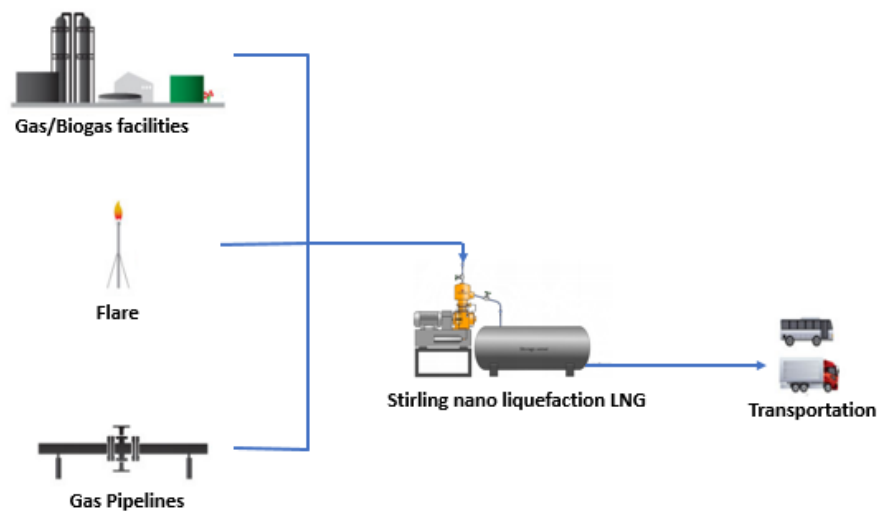 Gas/Biogas facilities
Flare
Gas Pipelines
Stirling nano liquefaction LNG
Transportation